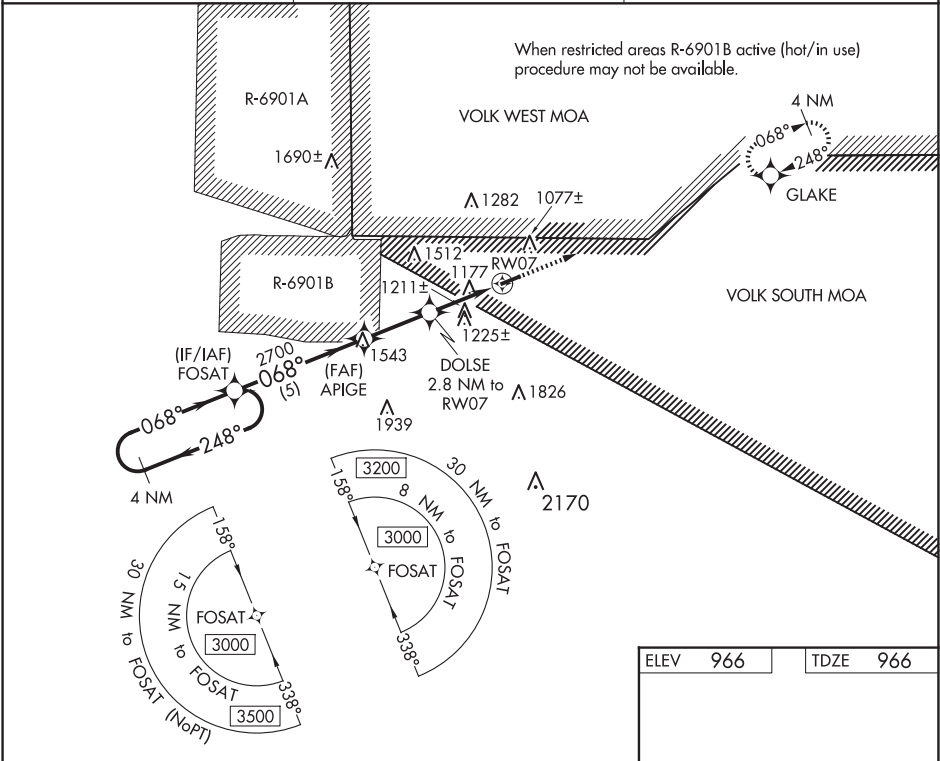 When restricted areas R-6901B active (hot/in use)
procedure may not be available.
R-6901A
VOLK WEST MOA
4 NM
068°
248°
GLAKE
1690±
1282
1077±
1512
RW07
1177
R-6901B
1211±
VOLK SOUTH MOA
1225±
(IF/IAF)
FOSAT
2700
068°
(5)
(FAF)
APIGE
1543
DOLSE
2.8 NM to
RW07
1826
1939
068°
248°
4 NM
2170
158°
3200
30 NM to FOSAT
8 NM to FOSAT
3000
FOSAT
338°
158°
30 NM to FOSAT (NoPT)
15 NM to FOSAT
FOSAT
3000
3500
338°
ELEV 966
TDZE 966